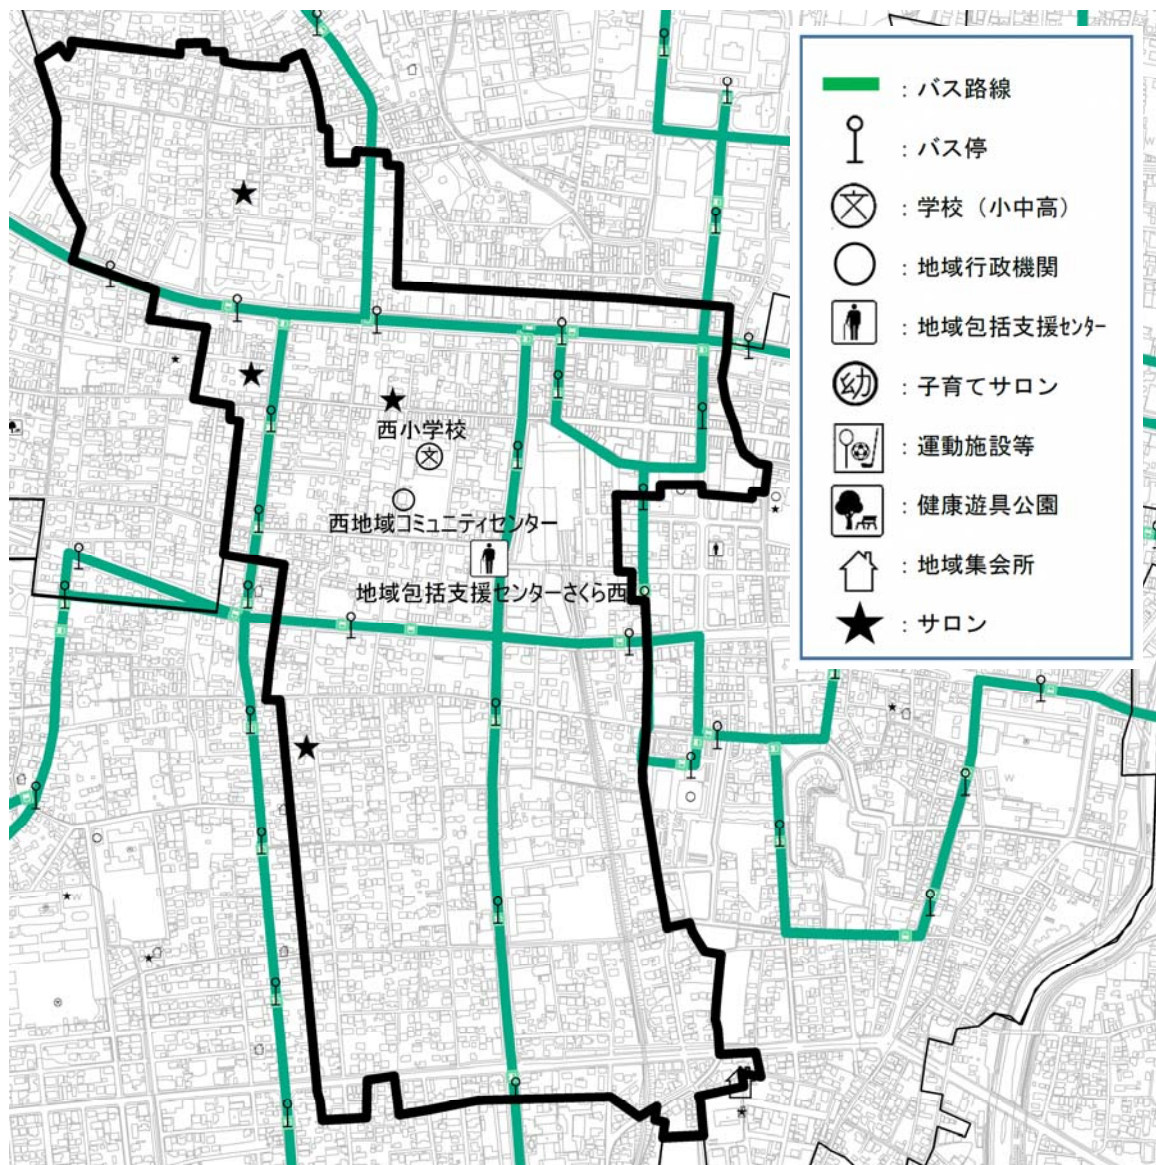 ：バス路線
：バス停
文
：学校（小中高）
：地域行政機関
：地域包括支援ｾﾝﾀｰ
幼
：子育てサロン
：運動施設等
：健康遊具公園
：地域集会所
：サロン
西小学校
文
西地域コミュニティセンター
地域包括支援センターさくら西